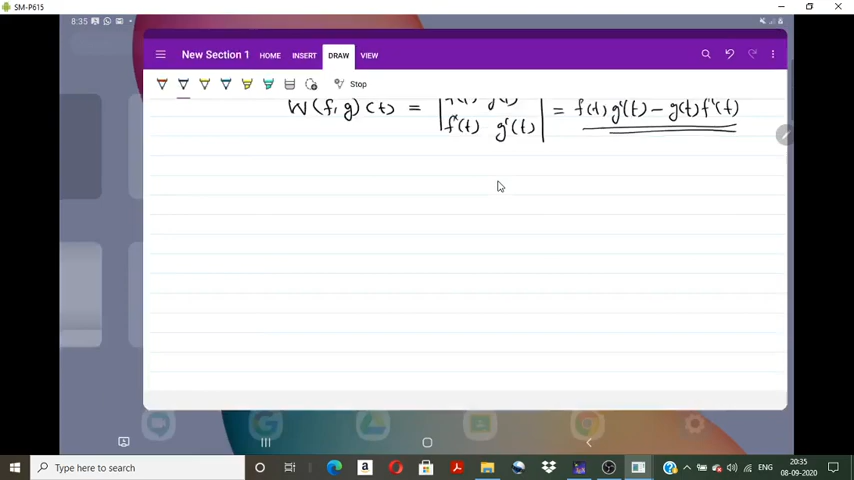 SM-P615
8:35
New Section 1 HOME INSERT DRAW VIEW
Stop
W(f,g)(t) = | f(t) g(t) | = f(t) g'(t) − g(t) f'(t)
f'(t) g'(t)
Type here to search
ENG
20:35
08-09-2020